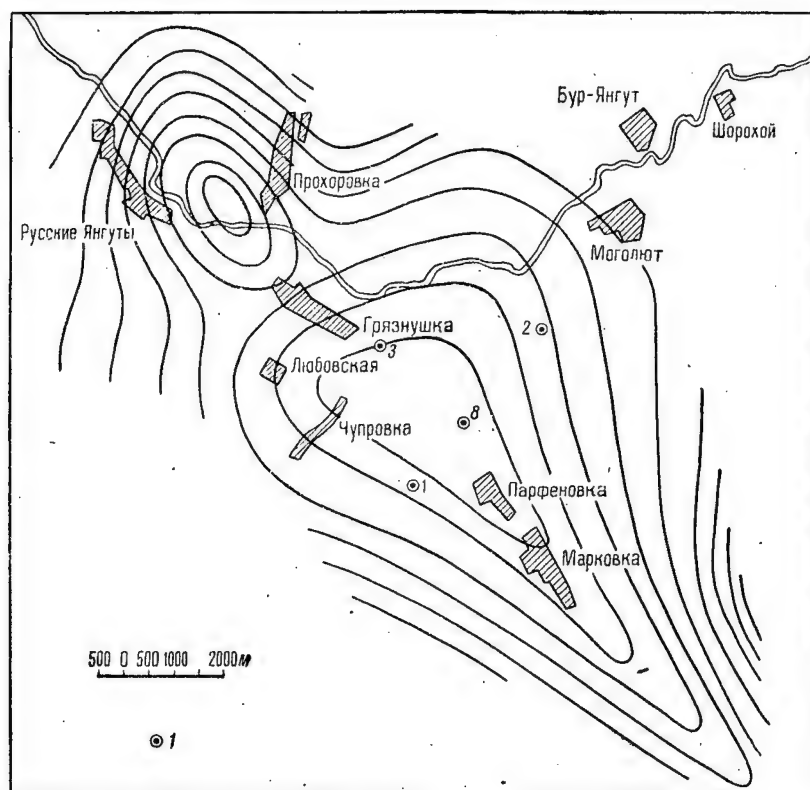 Бур-Янгут
Шорохой
Прохоровка
Русские Янгуты
Моголют
Грязнушка
2
3
Любовская
8
Чупровка
1
Парфеновка
Марковка
500 0 500 1000 2000 м
1